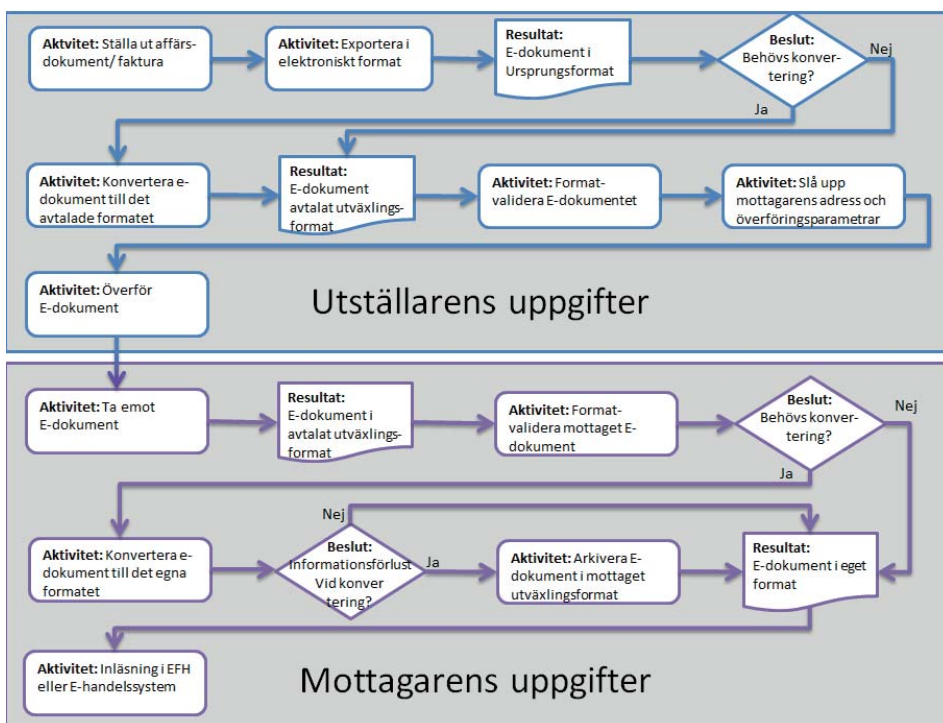 Aktvitet: Ställa ut affärs-
dokument/ faktura
Aktivitet: Exportera i
elektroniskt format
Resultat:
E-dokument i
Ursprungsformat
Beslut:
Behövs konver-
tering?
Nej
Ja
Aktivitet: Konvertera e-
dokument till det
avtalade formatet
Resultat:
E-dokument
avtalat utväxlings-
format
Aktivitet: Format-
validera E-dokumentet
Aktivitet: Slå upp
mottagarens adress och
överföringsparametrar
Aktivitet: Överför
E-dokument
Utställarens uppgifter
Aktivitet: Ta emot
E-dokument
Resultat:
E-dokument i
avtalat utväxlings-
format
Aktivitet: Format-
validera mottaget E-
dokument
Beslut:
Behövs konver-
tering?
Nej
Ja
Aktivitet: Konvertera e-
dokument till det egna
formatet
Nej
Beslut:
Informationsförlust
Vid konver
tering?
Ja
Aktivitet: Arkivera E-
dokument i mottaget
utväxlingsformat
Resultat:
E-dokument i eget
format
Aktivitet: Inläsning i EFH
eller E-handelssystem
Mottagarens uppgifter